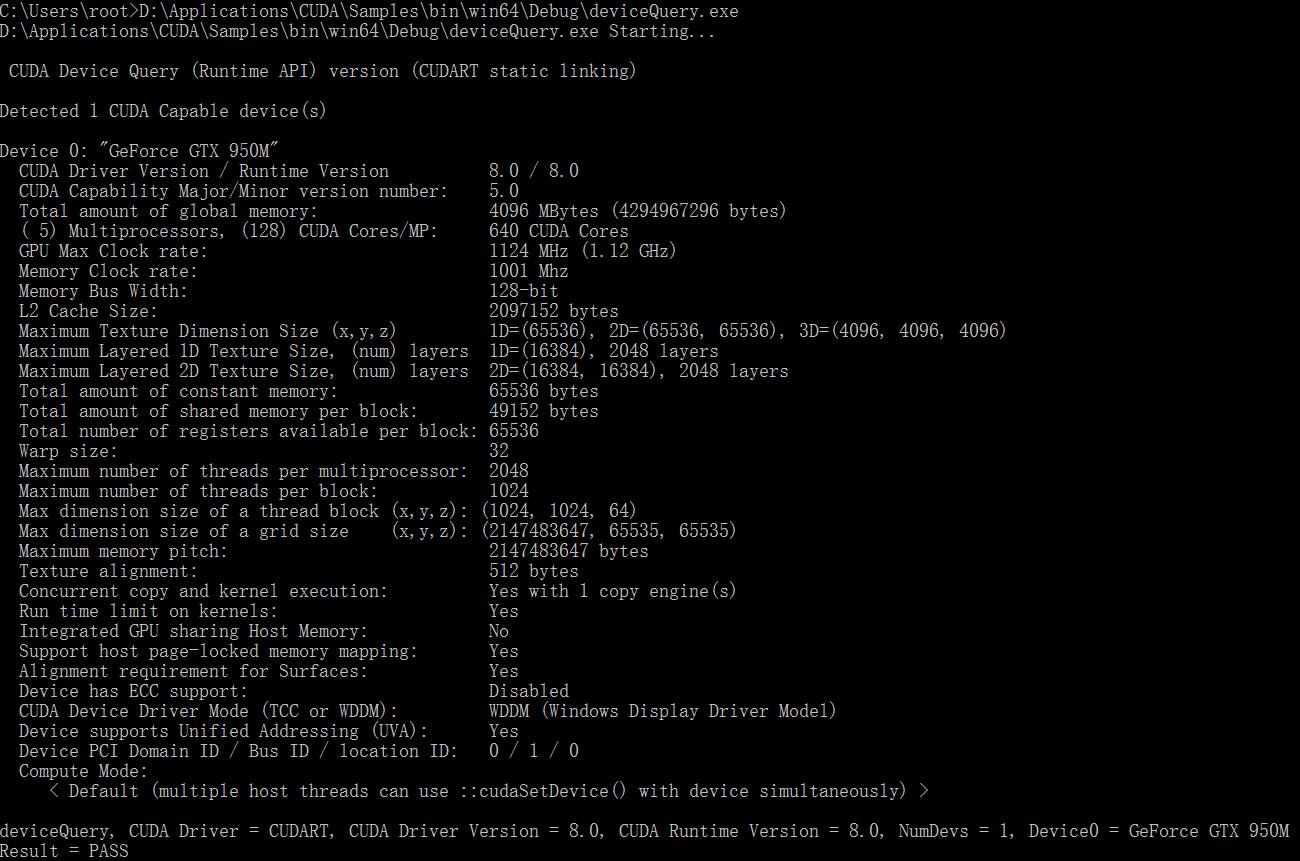 C:\Users\root>D:\Applications\CUDA\Samples\bin\win64\Debug\deviceQuery.exe
D:\Applications\CUDA\Samples\bin\win64\Debug\deviceQuery.exe Starting...
CUDA Device Query (Runtime API) version (CUDART static linking)
Detected 1 CUDA Capable device(s)
Device 0: "GeForce GTX 950M"
CUDA Driver Version / Runtime Version 8.0 / 8.0
CUDA Capability Major/Minor version number: 5.0
Total amount of global memory: 4096 MBytes (4294967296 bytes)
( 5) Multiprocessors, (128) CUDA Cores/MP: 640 CUDA Cores
GPU Max Clock rate: 1124 MHz (1.12 GHz)
Memory Clock rate: 1001 Mhz
Memory Bus Width: 128-bit
L2 Cache Size: 2097152 bytes
Maximum Texture Dimension Size (x,y,z) 1D=(65536), 2D=(65536, 65536), 3D=(4096, 4096, 4096)
Maximum Layered 1D Texture Size, (num) layers 1D=(16384), 2048 layers
Maximum Layered 2D Texture Size, (num) layers 2D=(16384, 16384), 2048 layers
Total amount of constant memory: 65536 bytes
Total amount of shared memory per block: 49152 bytes
Total number of registers available per block: 65536
Warp size: 32
Maximum number of threads per multiprocessor: 2048
Maximum number of threads per block: 1024
Max dimension size of a thread block (x,y,z): (1024, 1024, 64)
Max dimension size of a grid size (x,y,z): (2147483647, 65535, 65535)
Maximum memory pitch: 2147483647 bytes
Texture alignment: 512 bytes
Concurrent copy and kernel execution: Yes with 1 copy engine(s)
Run time limit on kernels: Yes
Integrated GPU sharing Host Memory: No
Support host page-locked memory mapping: Yes
Alignment requirement for Surfaces: Yes
Device has ECC support: Disabled
CUDA Device Driver Mode (TCC or WDDM): WDDM (Windows Display Driver Model)
Device supports Unified Addressing (UVA): Yes
Device PCI Domain ID / Bus ID / location ID: 0 / 1 / 0
Compute Mode:
< Default (multiple host threads can use ::cudaSetDevice() with device simultaneously) >
deviceQuery, CUDA Driver = CUDART, CUDA Driver Version = 8.0, CUDA Runtime Version = 8.0, NumDevs = 1, Device0 = GeForce GTX 950M
Result = PASS